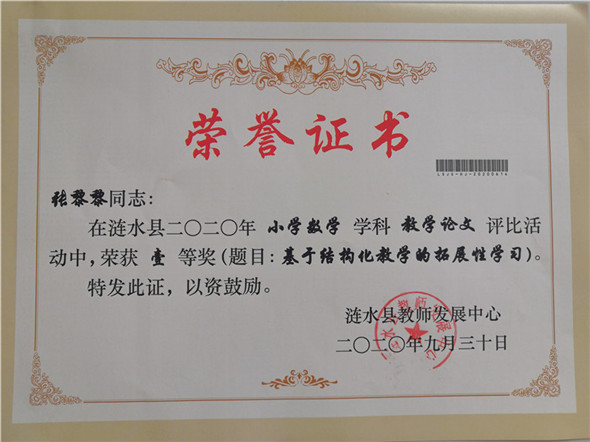 荣誉证书
LSJS-KJ-20200674
张黎黎同志：
在涟水县二〇二〇年 小学数学 学科 教学论文 评比活
动中，荣获 壹 等奖（题目：基于结构化教学的拓展性学习）。
特发此证，以资鼓励。
涟水县教师发展中心
二〇二〇年九月三十日